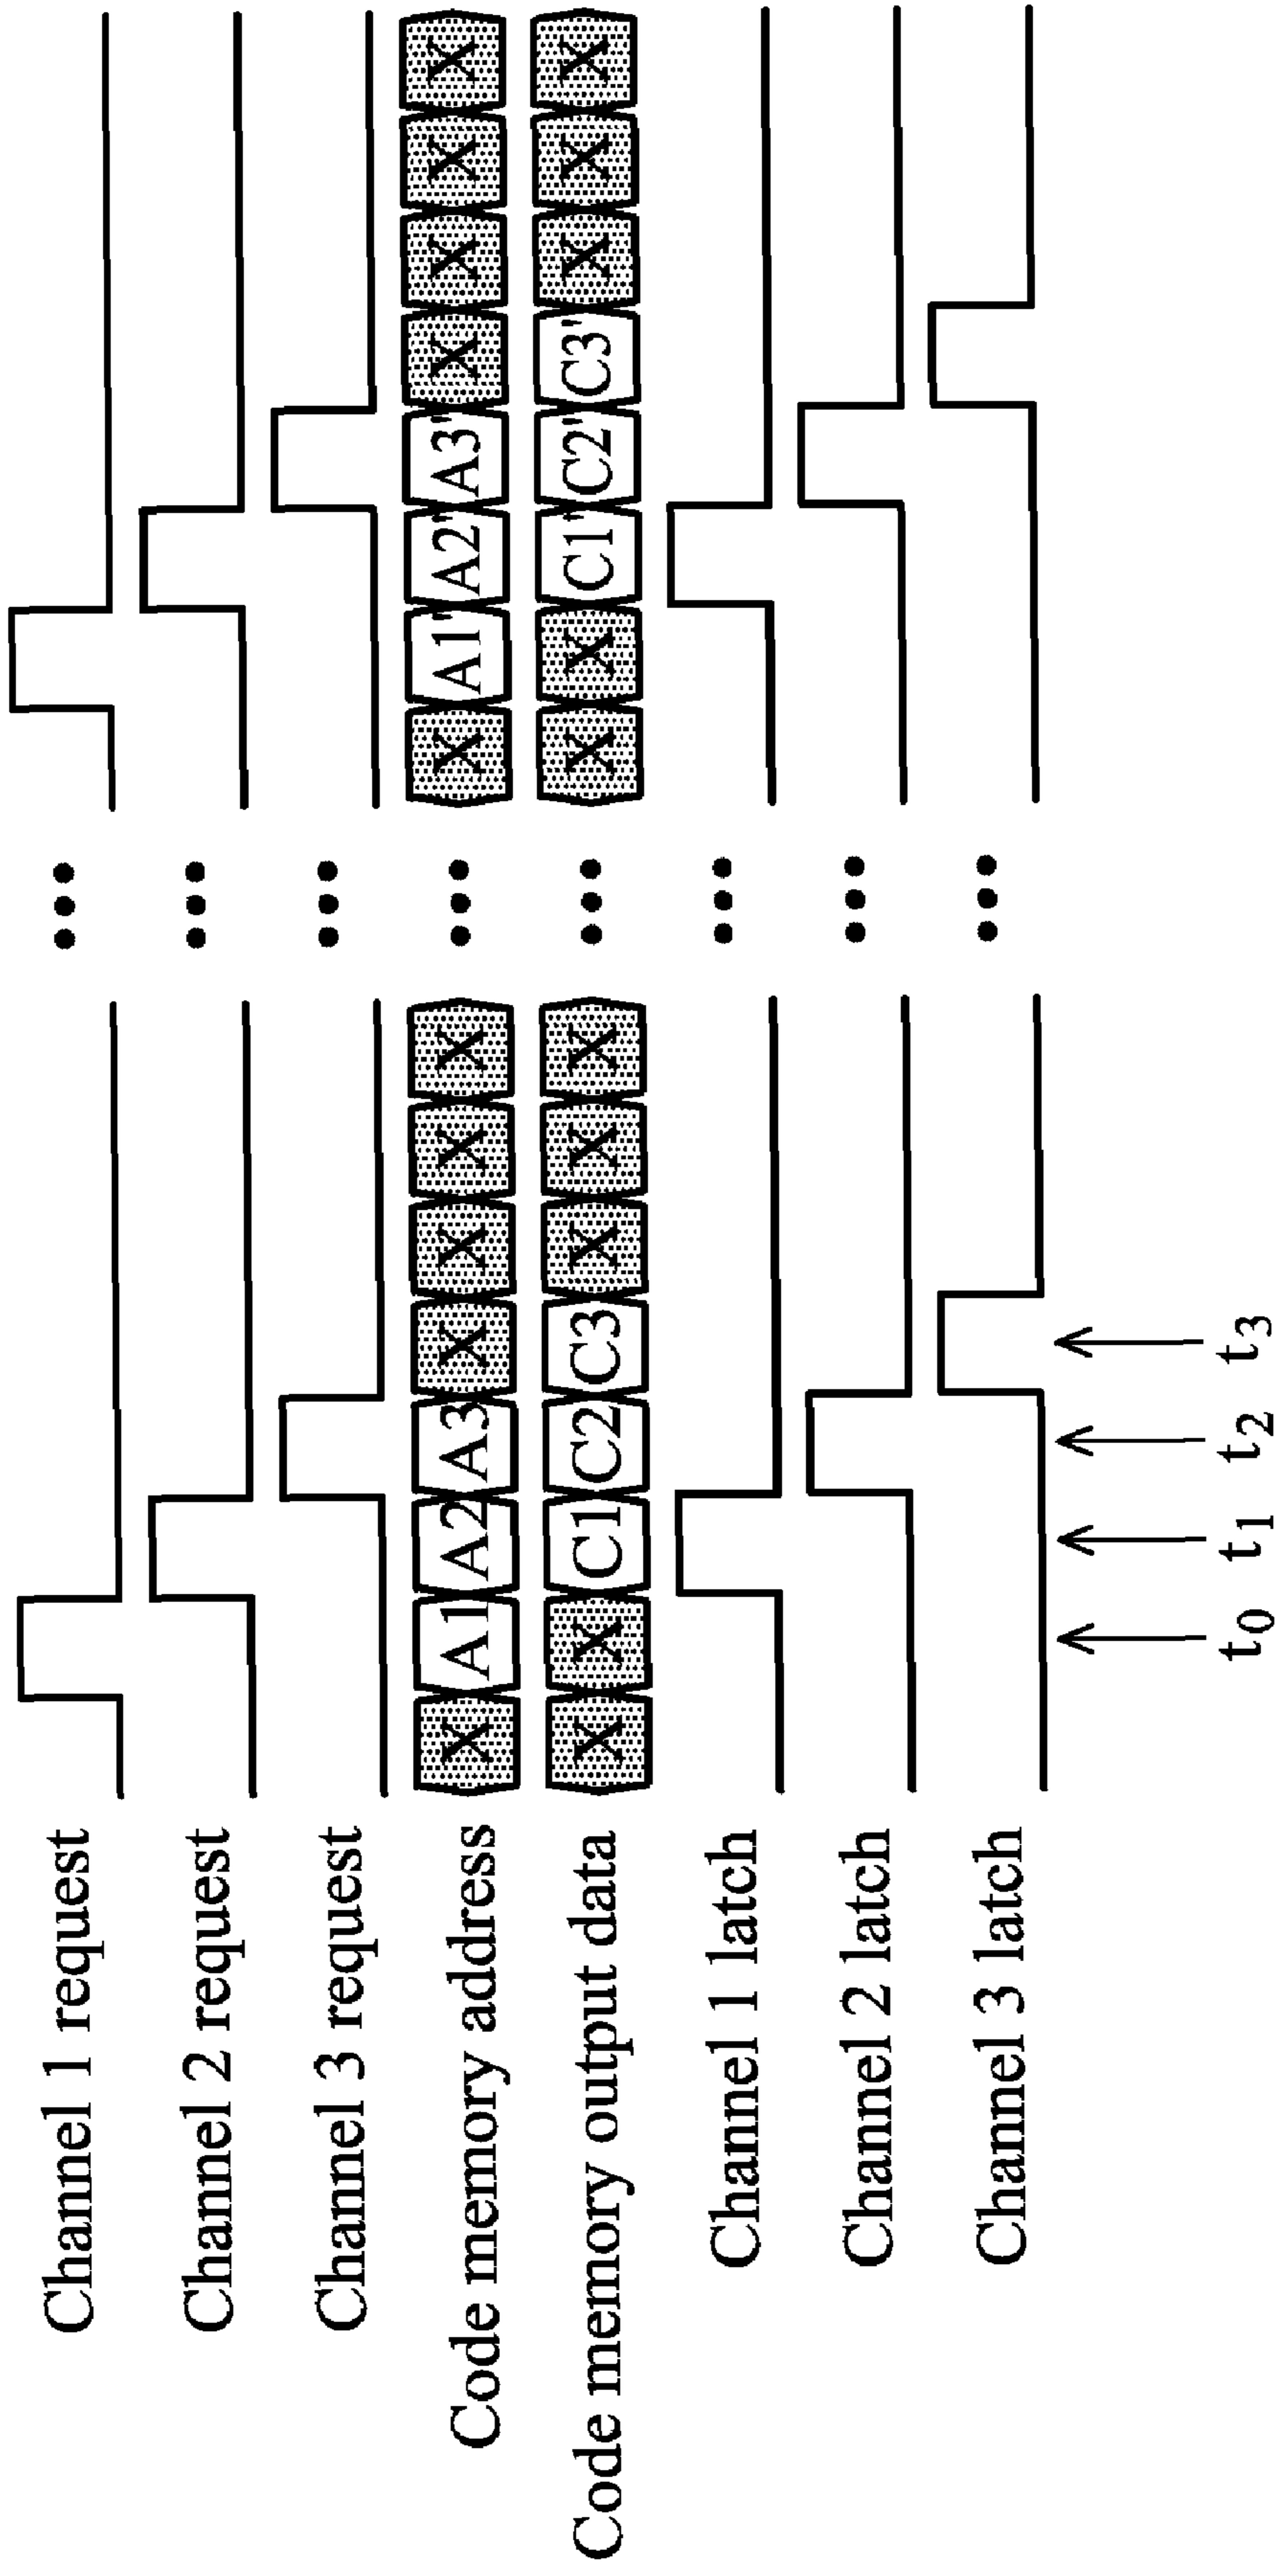 Channel 1 request
Channel 2 request
Channel 3 request
Code memory address X A1 A2 A3 X X X X X A1' A2' A3' X X X X
Code memory output data X X C1 C2 C3 X X X X X C1' C2' C3' X X X
Channel 1 latch
Channel 2 latch
Channel 3 latch
t0 t1 t2 t3